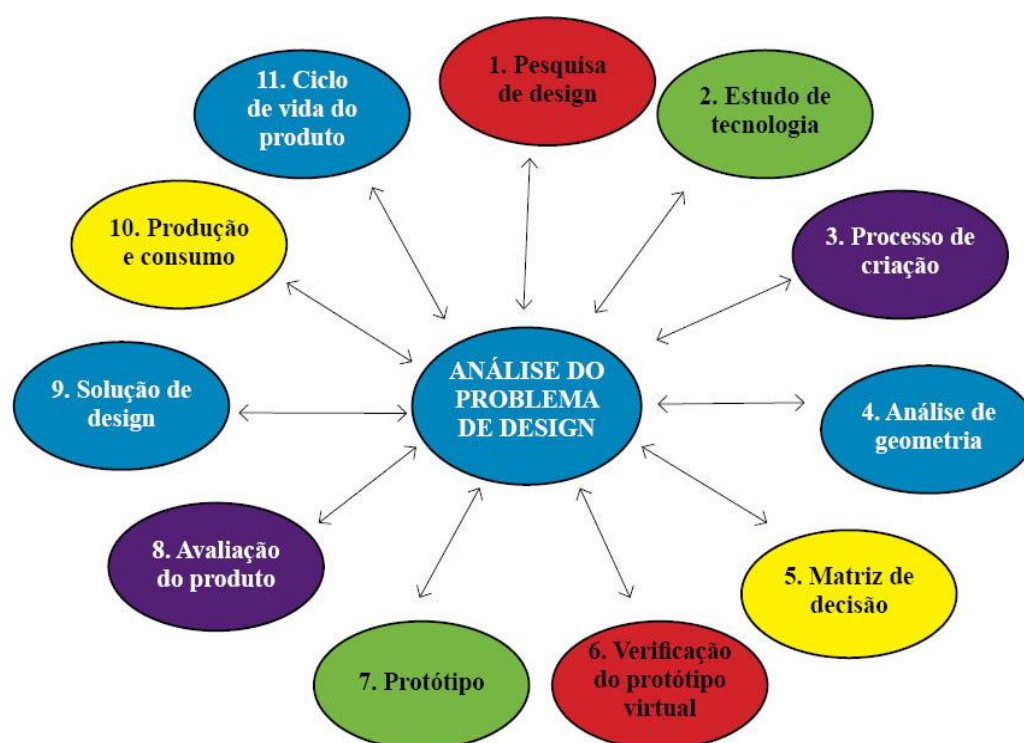 1. Pesquisa
de design
2. Estudo de
tecnologia
3. Processo de
criação
4. Análise de
geometria
5. Matriz de
decisão
6. Verificação
do protótipo
virtual
7. Protótipo
8. Avaliação
do produto
9. Solução de
design
10. Produção
e consumo
11. Ciclo
de vida do
produto
ANÁLISE DO
PROBLEMA
DE DESIGN